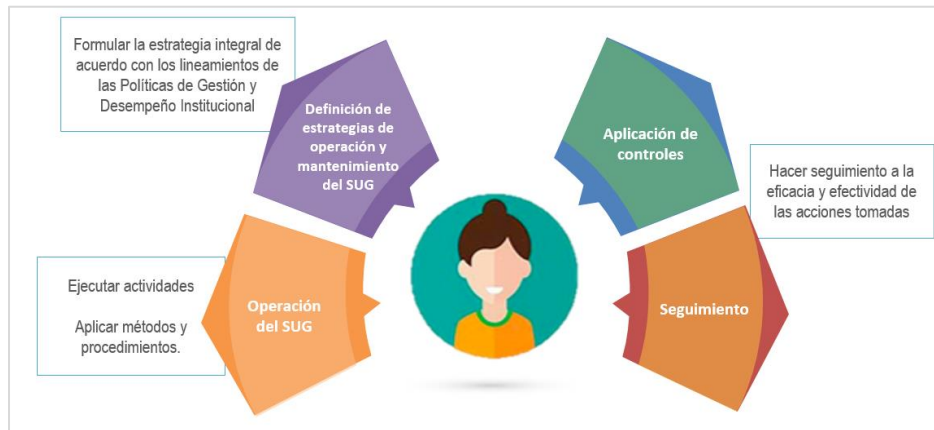 Formular la estrategia integral de
acuerdo con los lineamientos de
las Políticas de Gestión y
Desempeño Institucional
Definición de
estrategias de
operación y
mantenimiento
del SUG
Aplicación de
controles
Hacer seguimiento a la
eficacia y efectividad de
las acciones tomadas
Ejecutar actividades
Aplicar métodos y
procedimientos.
Operación
del SUG
Seguimiento